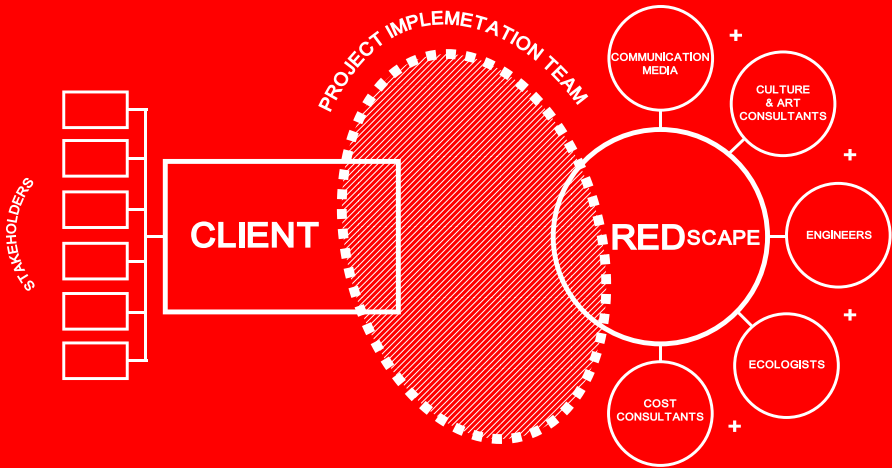 PROJECT IMPLEMETATION TEAM
STAKEHOLDERS
CLIENT
REDSCAPE
COMMUNICATION
MEDIA
+
CULTURE
& ART
CONSULTANTS
+
ENGINEERS
+
ECOLOGISTS
+
COST
CONSULTANTS